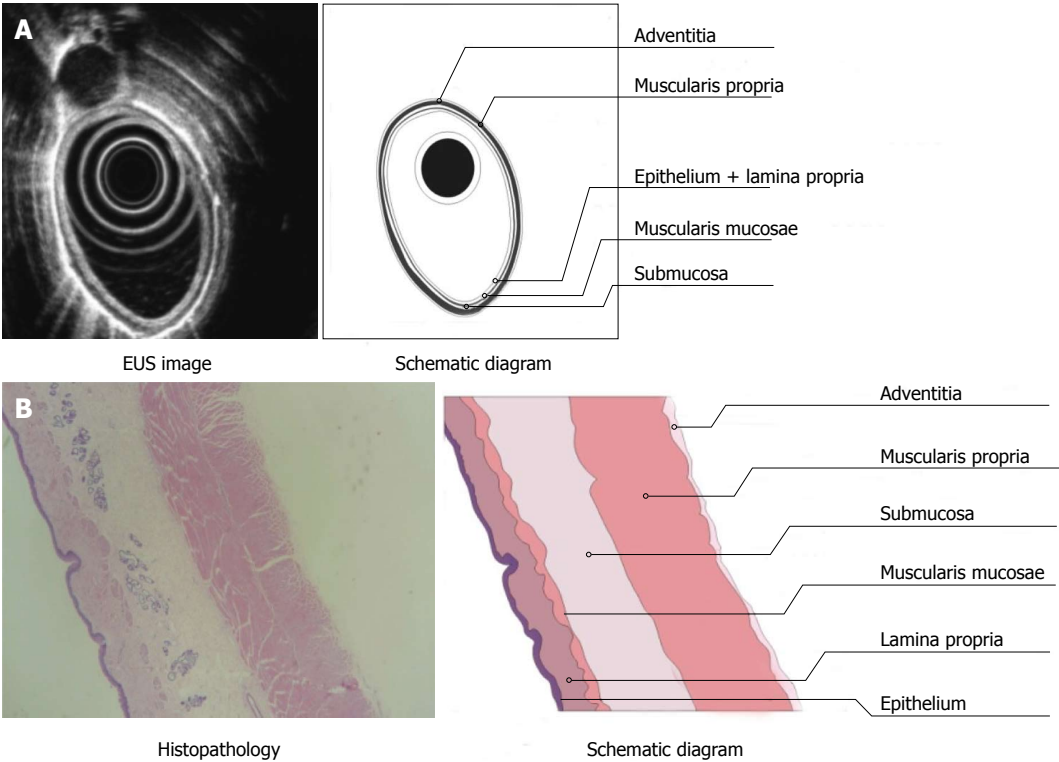 A
Adventitia
Muscularis propria
Epithelium + lamina propria
Muscularis mucosae
Submucosa
EUS image
Schematic diagram
B
Adventitia
Muscularis propria
Submucosa
Muscularis mucosae
Lamina propria
Epithelium
Histopathology
Schematic diagram